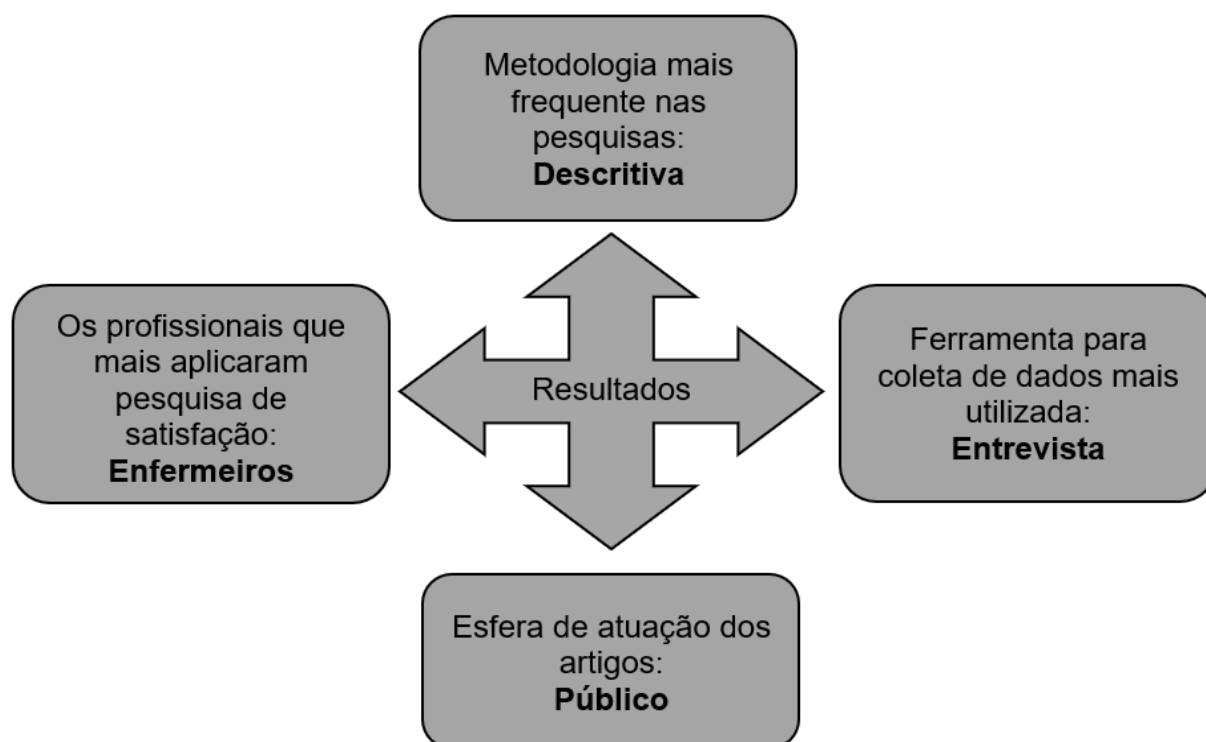 Metodologia mais
frequente nas
pesquisas:
Descritiva
Os profissionais que
mais aplicaram
pesquisa de
satisfação:
Enfermeiros
Resultados
Ferramenta para
coleta de dados mais
utilizada:
Entrevista
Esfera de atuação dos
artigos:
Público